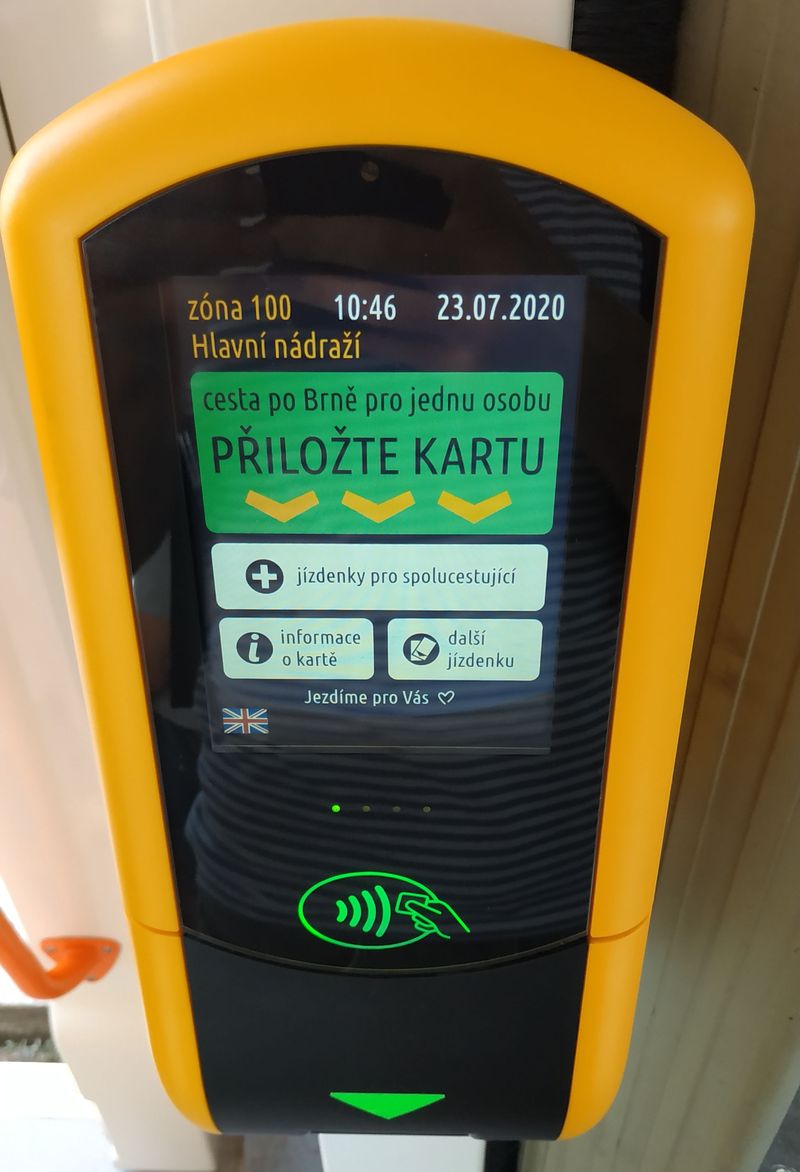 zóna 100 10:46 23.07.2020
Hlavní nádraží
cesta po Brně pro jednu osobu
PŘILOŽTE KARTU
jízdenky pro spolucestující
informace
o kartě
další
jízdenku
Jezdíme pro Vás ♡